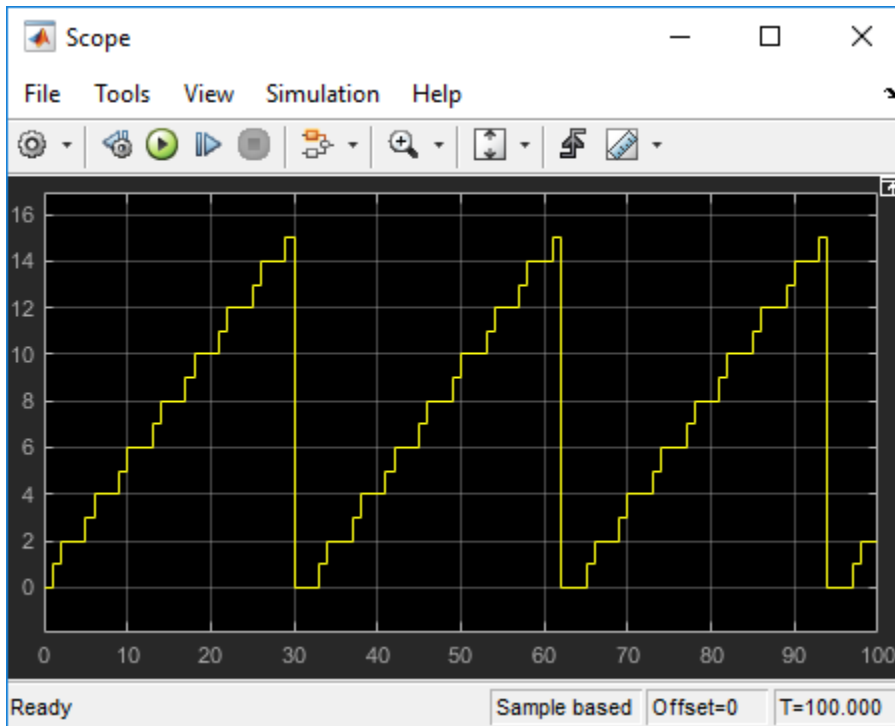 Scope
File Tools View Simulation Help
16
14
12
10
8
6
4
2
0
0 10 20 30 40 50 60 70 80 90 100
Ready Sample based Offset=0 T=100.000